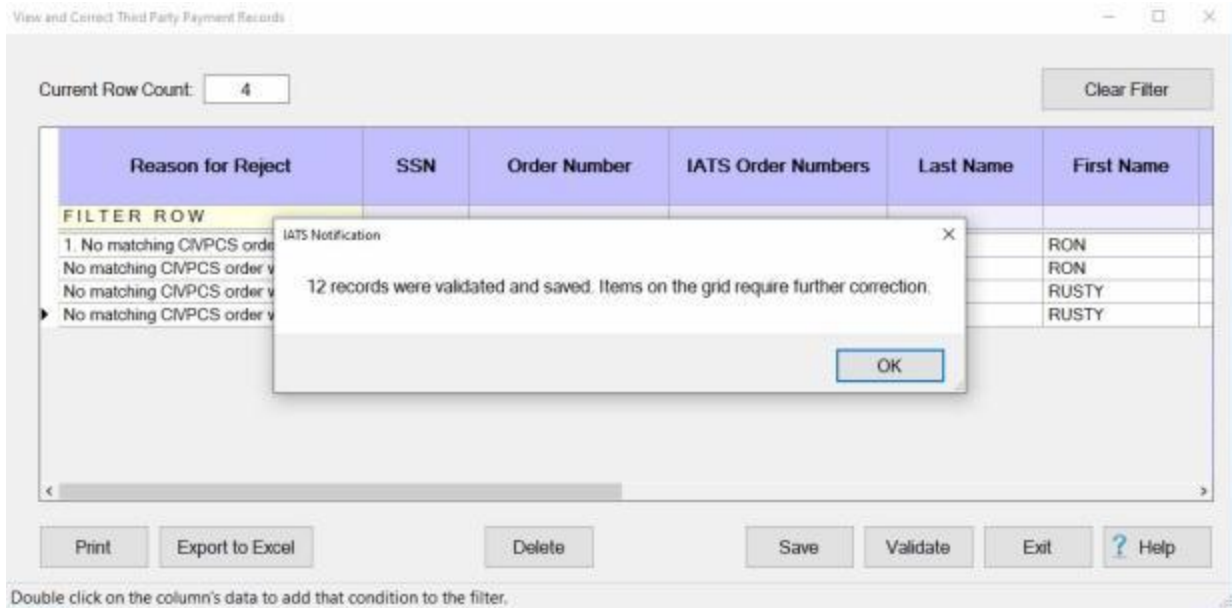 View and Correct Third Party Payment Records
Current Row Count: 4 Clear Filter
Reason for Reject SSN Order Number IATS Order Numbers Last Name First Name
FILTER ROW
IATS Notification
1. No matching CIVPCS orde RON
No matching CIVPCS order w RON
12 records were validated and saved. Items on the grid require further correction.
No matching CIVPCS order w RUSTY
No matching CIVPCS order w RUSTY
OK
Print Export to Excel Delete Save Validate Exit ? Help
Double click on the column's data to add that condition to the filter.